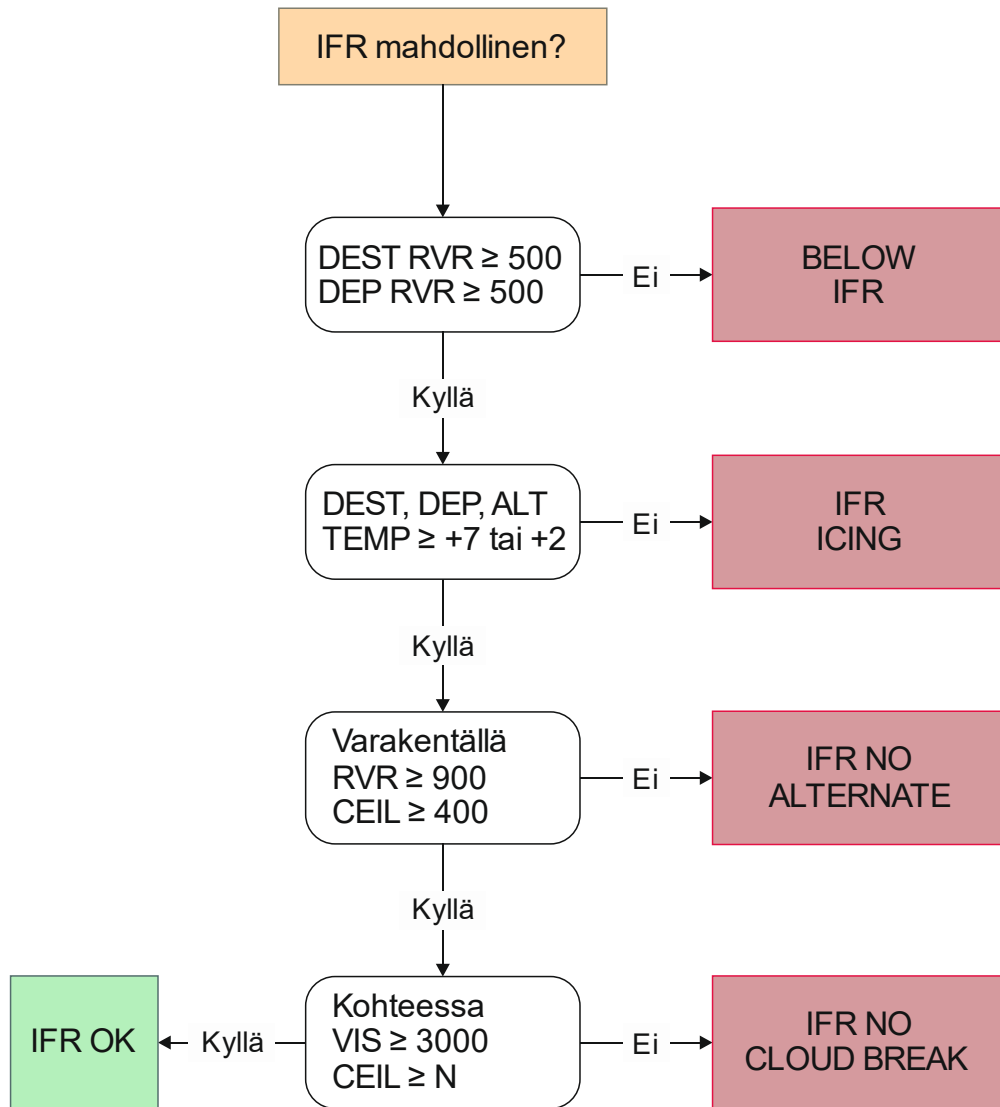 IFR mahdollinen?
DEST RVR ≥ 500
DEP RVR ≥ 500
Ei
BELOW
IFR
Kyllä
DEST, DEP, ALT
TEMP ≥ +7 tai +2
Ei
IFR
ICING
Kyllä
Varakentällä
RVR ≥ 900
CEIL ≥ 400
Ei
IFR NO
ALTERNATE
Kyllä
IFR OK
Kyllä
Kohteessa
VIS ≥ 3000
CEIL ≥ N
Ei
IFR NO
CLOUD BREAK